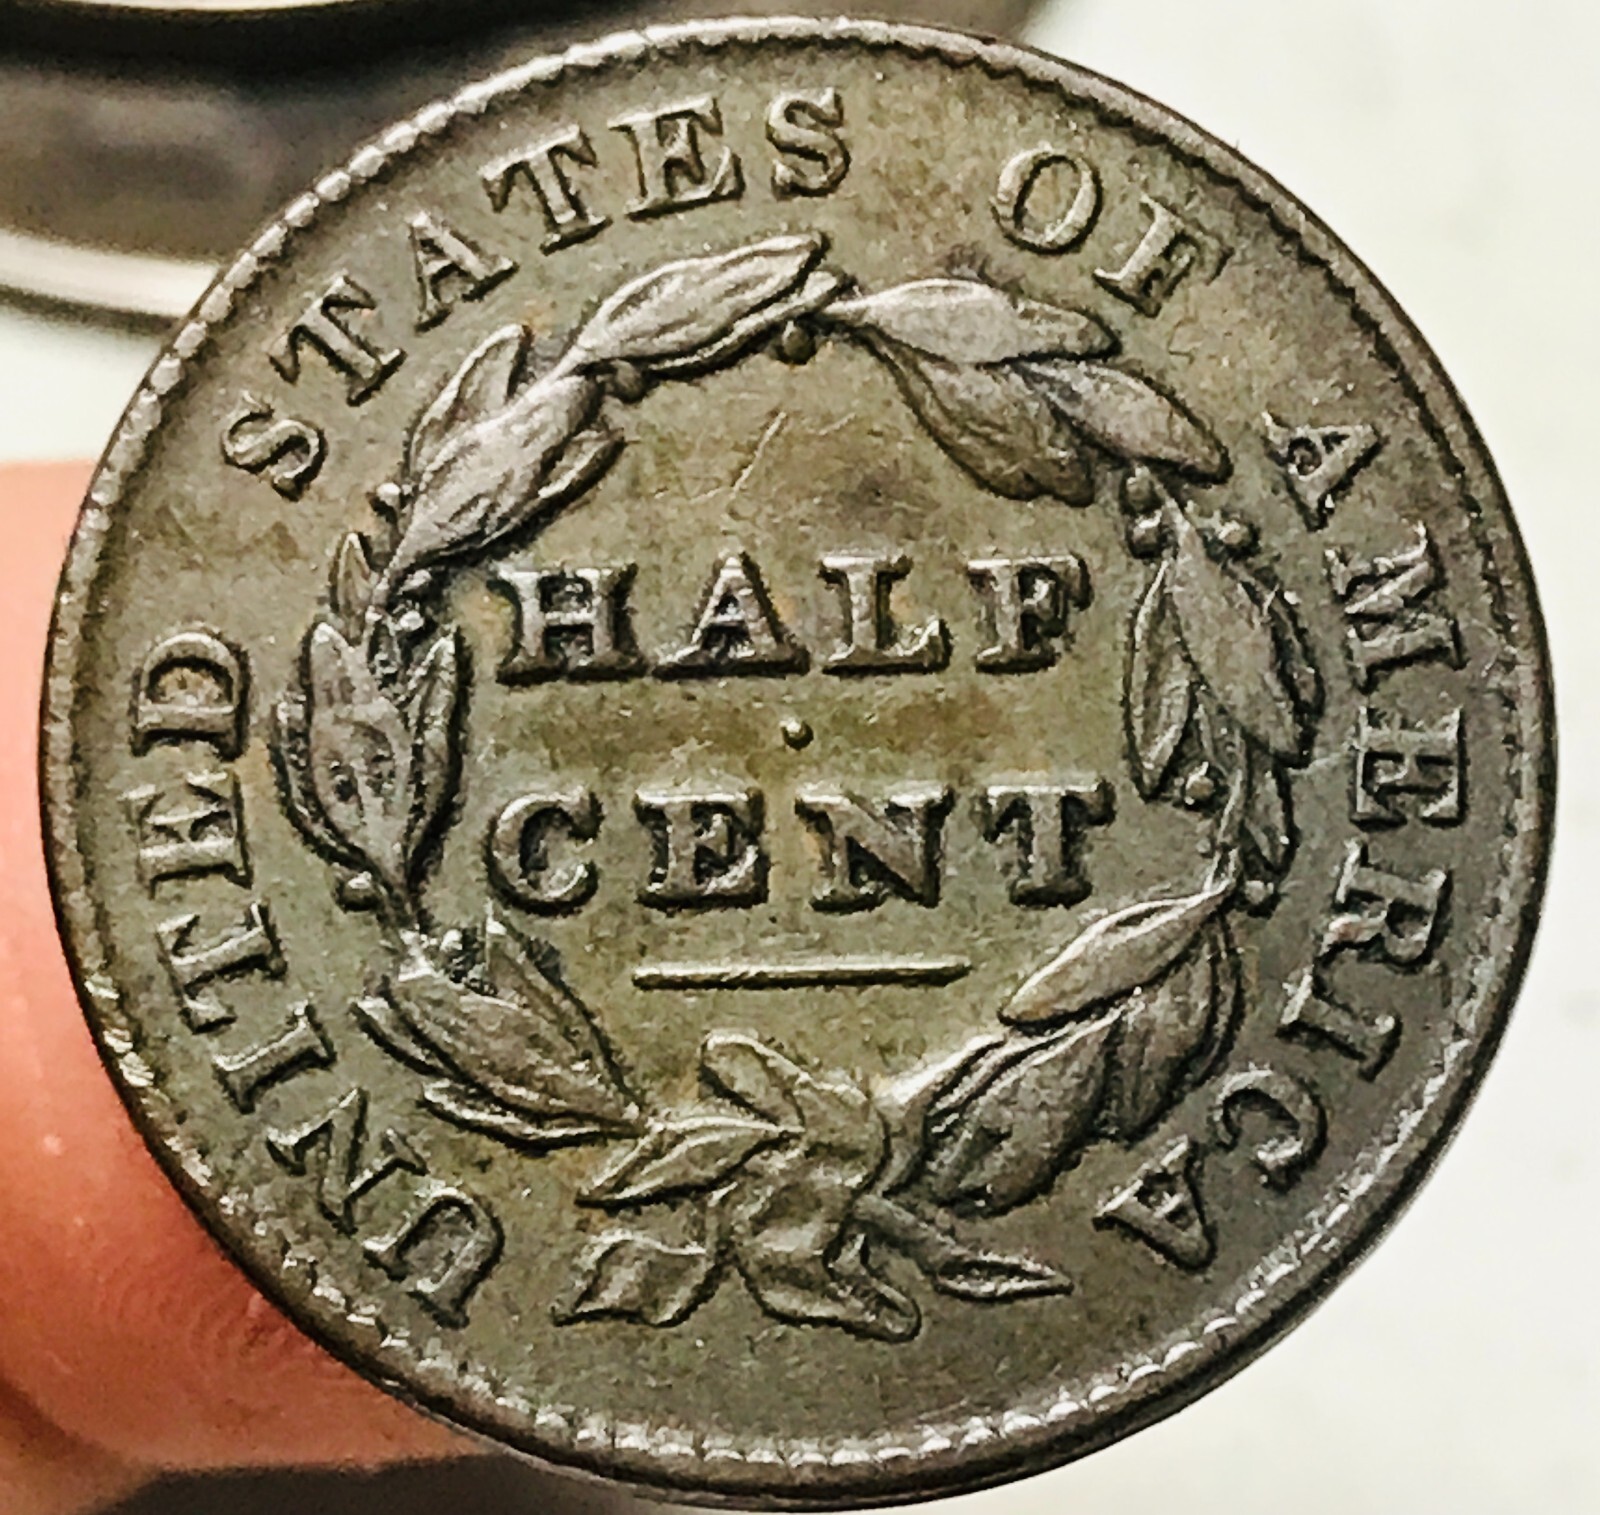 UNITED STATES OF AMERICA
HALF
CENT